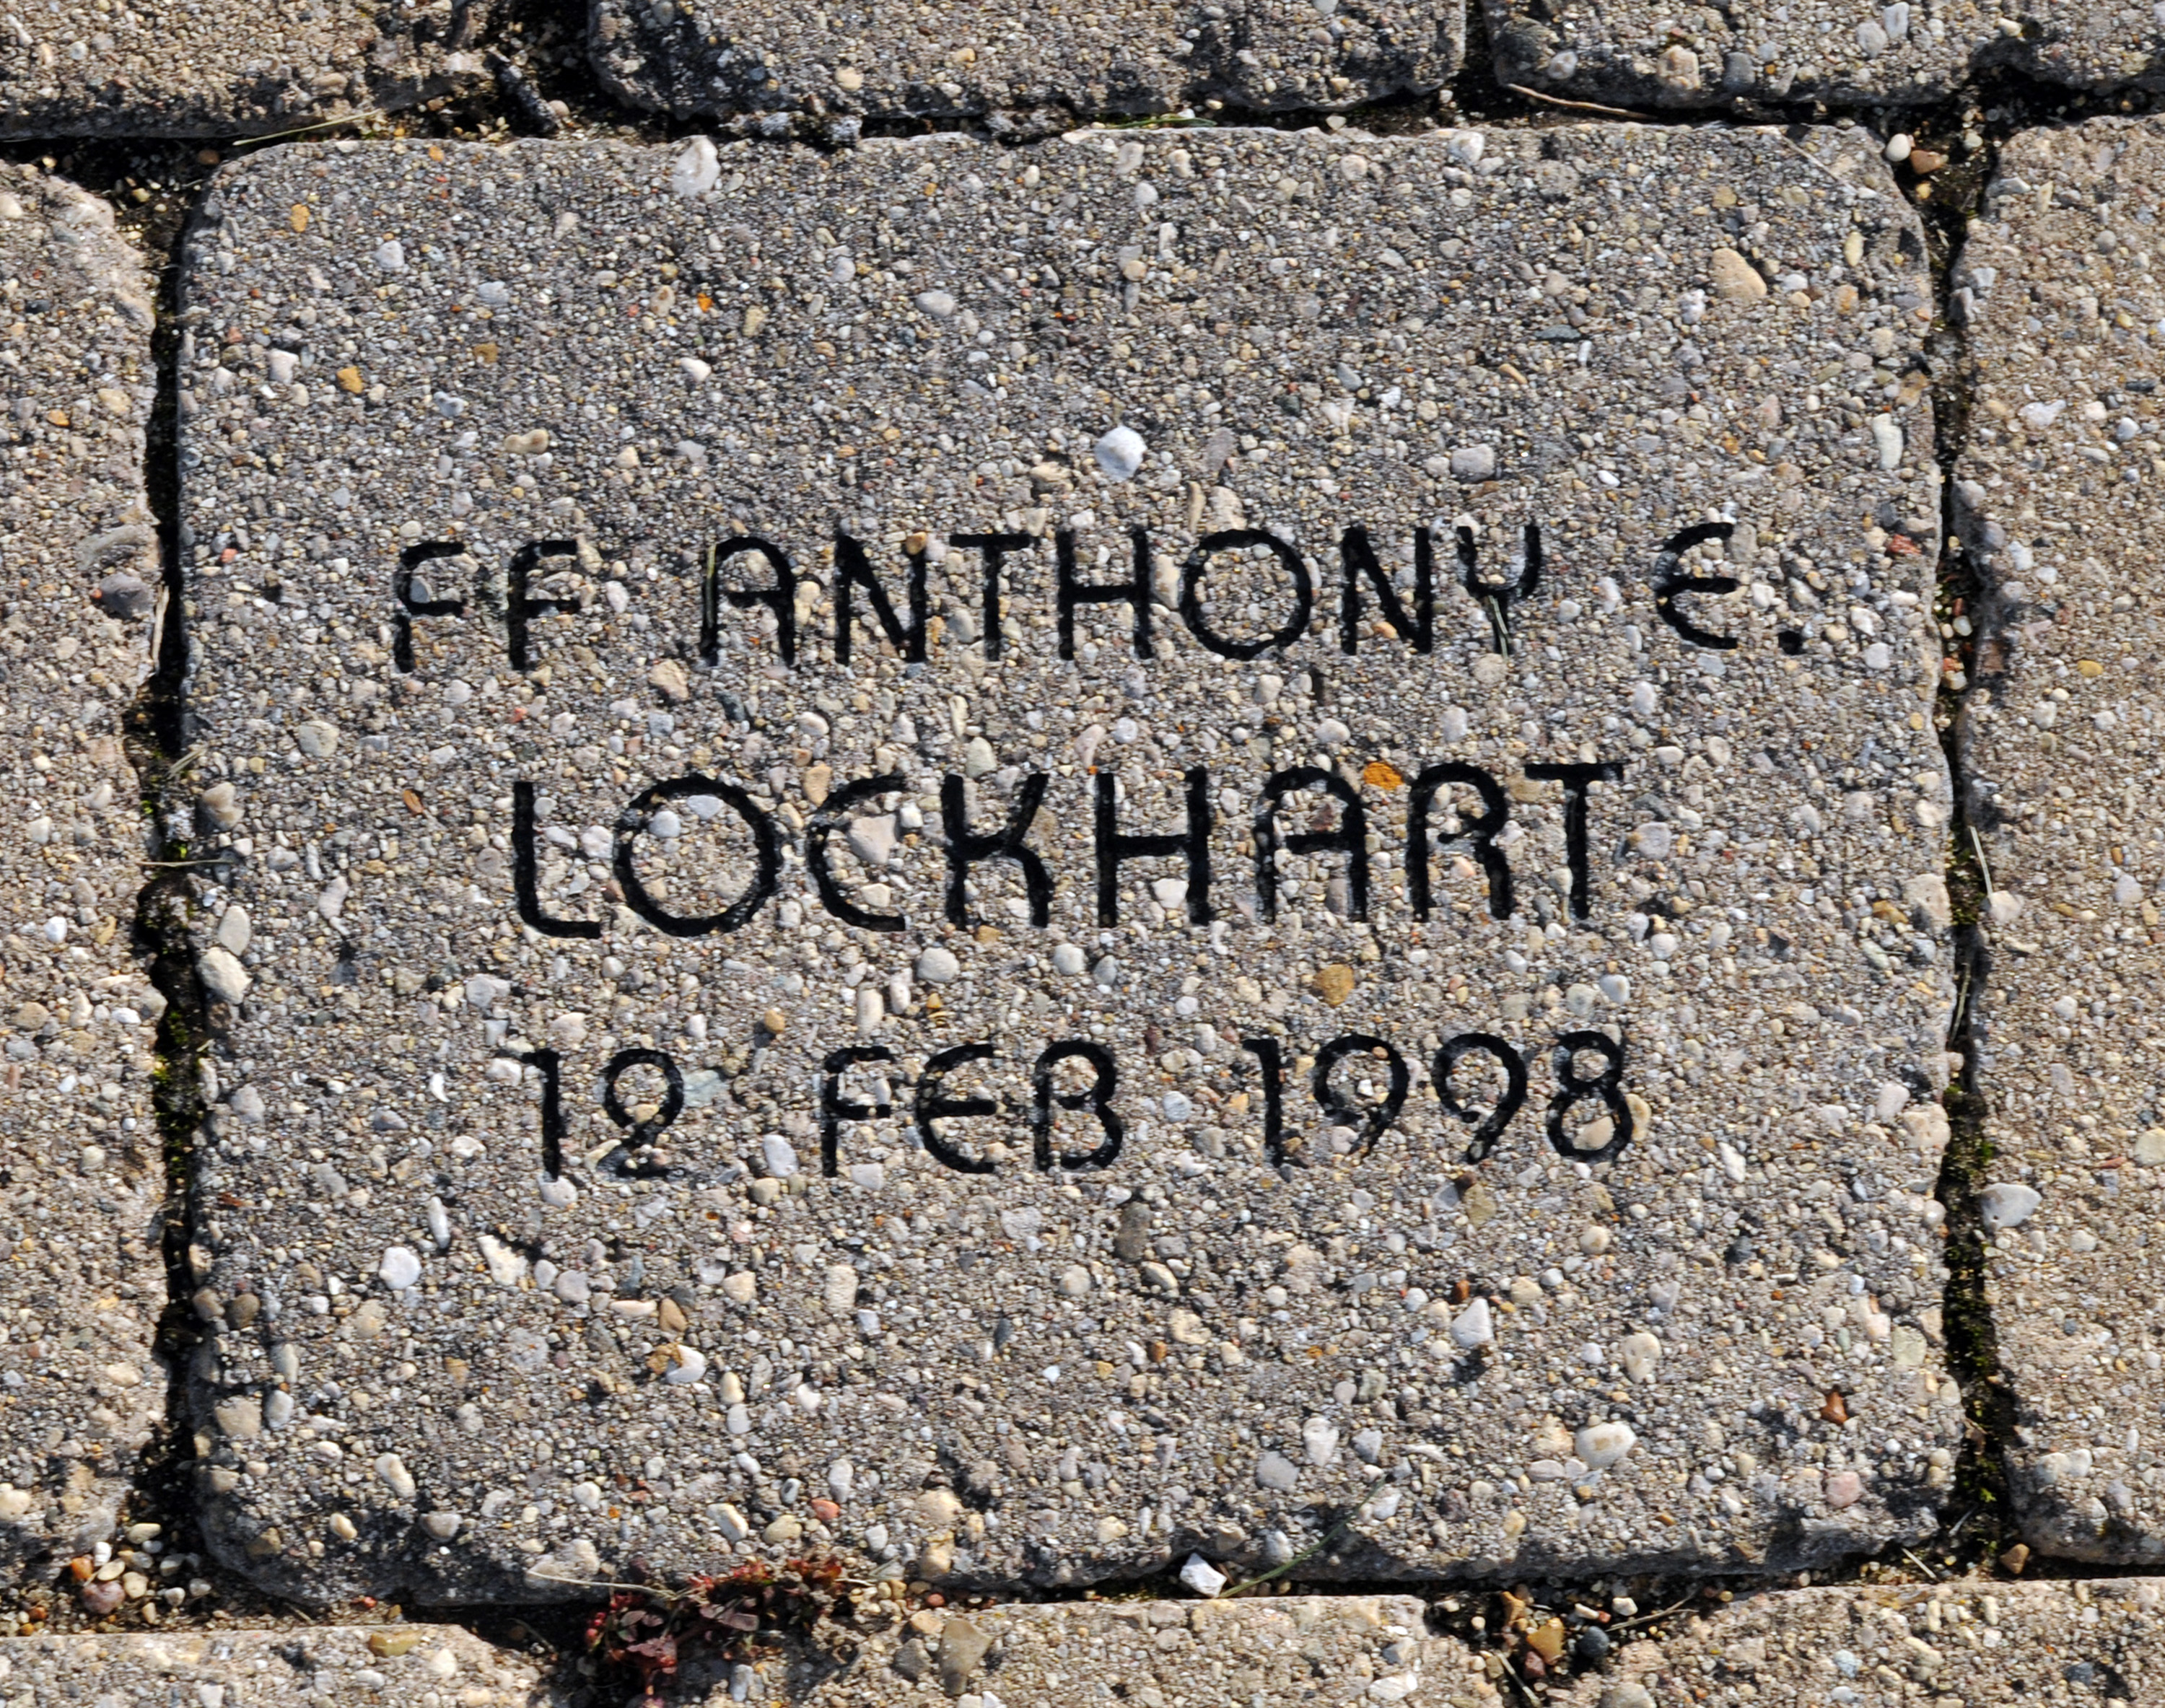 FF ANTHONY E.
LOCKHART
12 FEB 1998